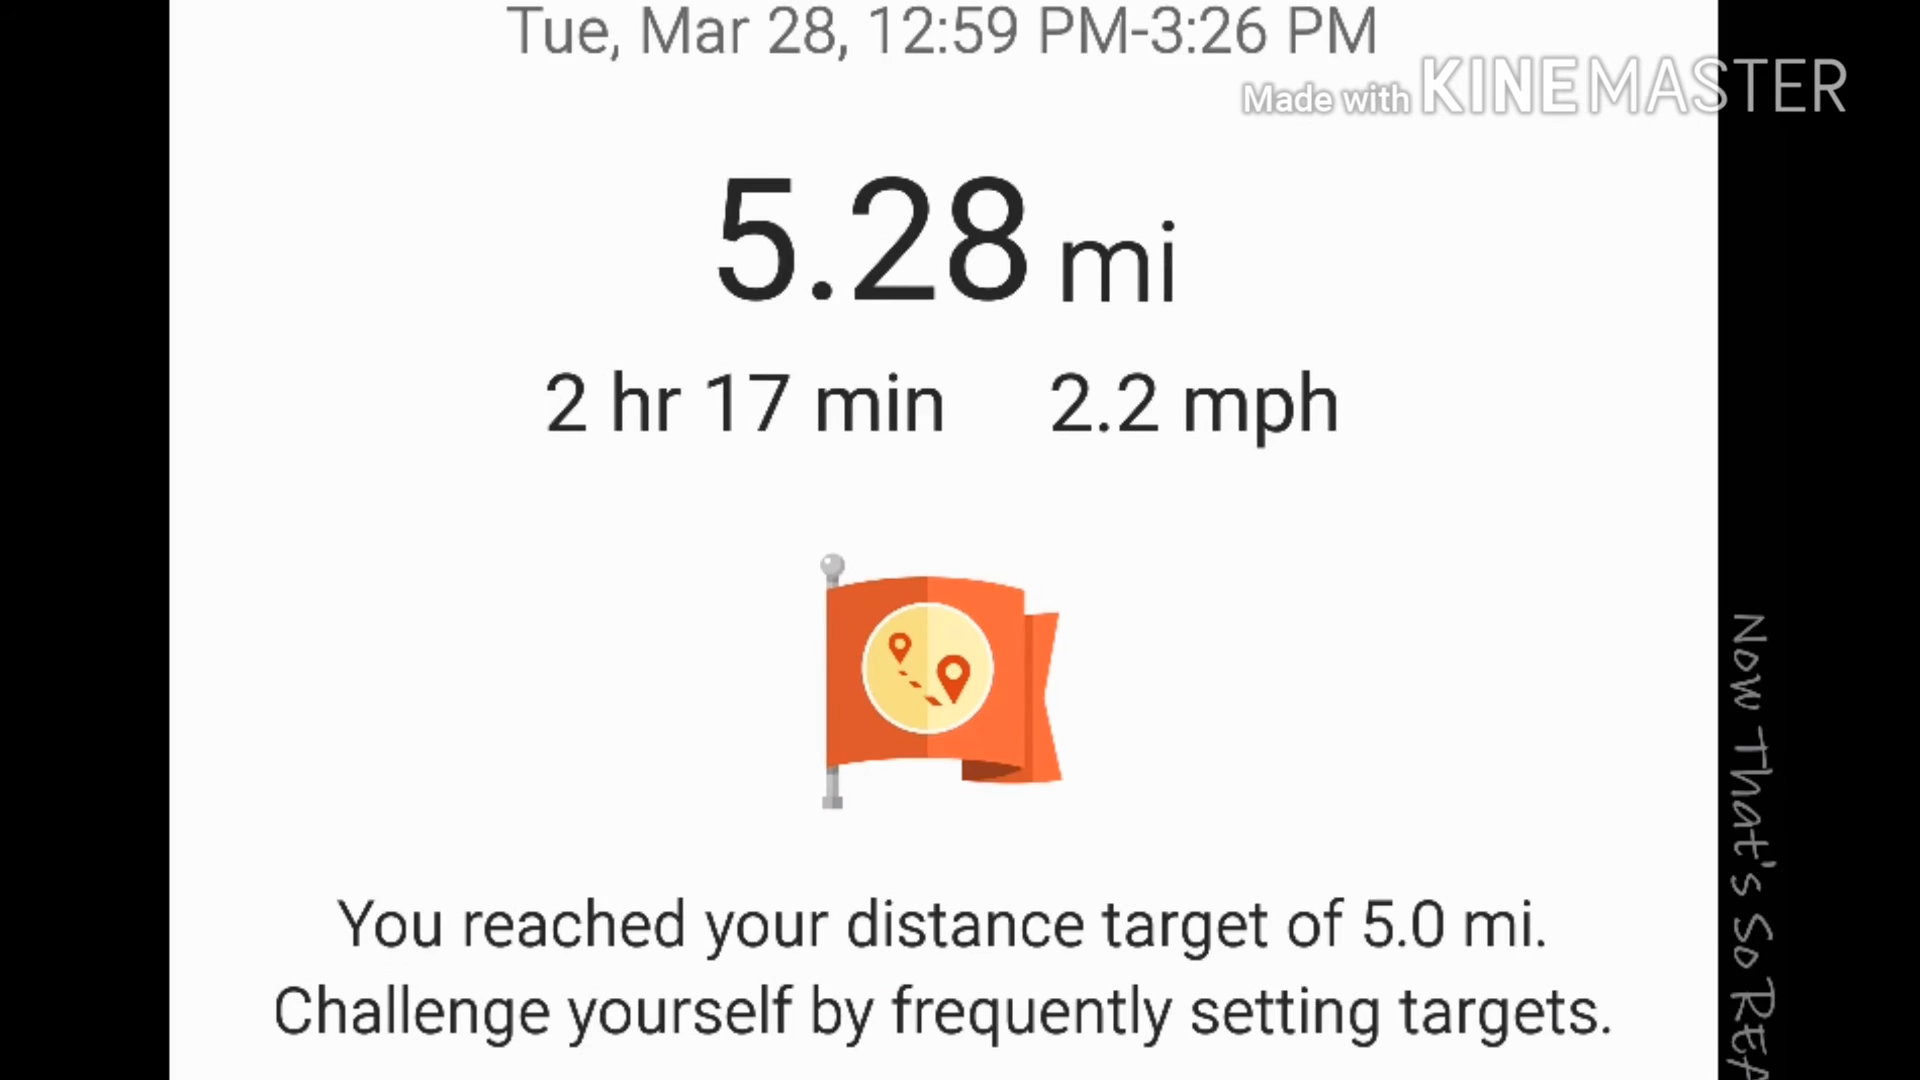 Tue, Mar 28, 12:59 PM-3:26 PM
Made with KINEMASTER
5.28 mi
2 hr 17 min 2.2 mph
You reached your distance target of 5.0 mi.
Challenge yourself by frequently setting targets.
Now That's So